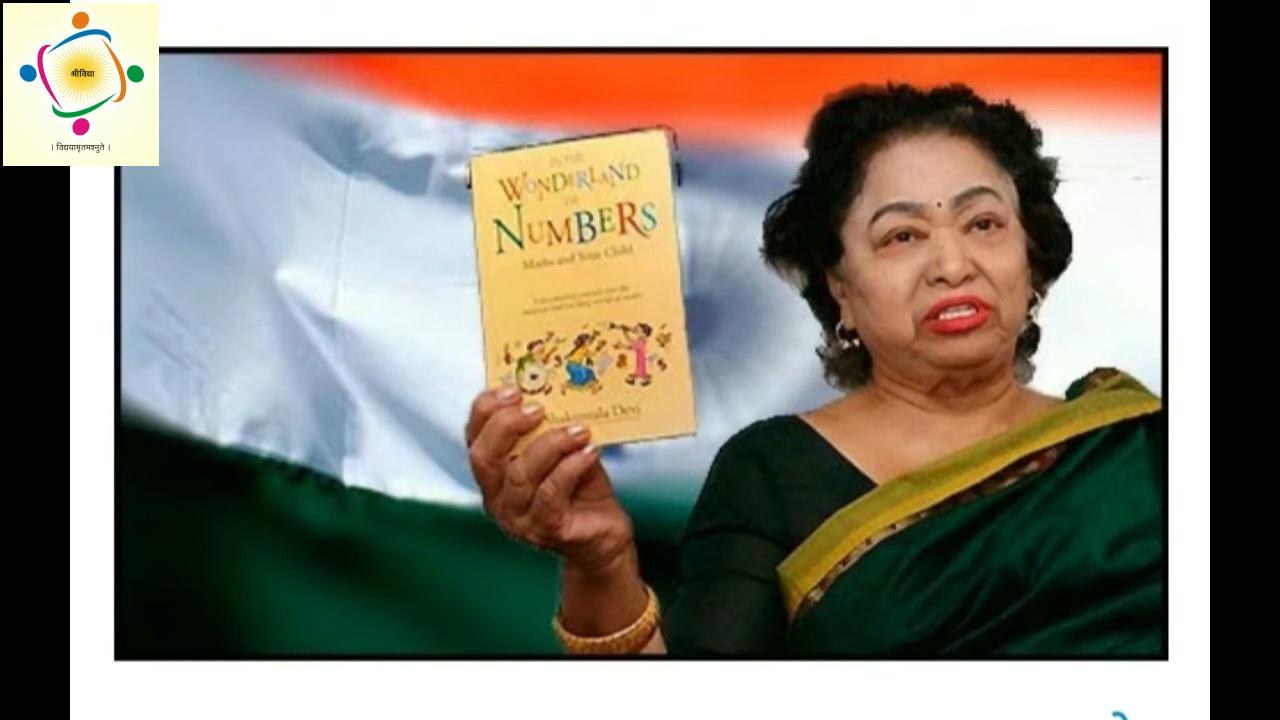 श्रीविद्या
। विद्ययामृतमश्नुते ।
IN THE
WONDERLAND
OF
NUMBERS
Maths and Your Child
Shakuntala Devi